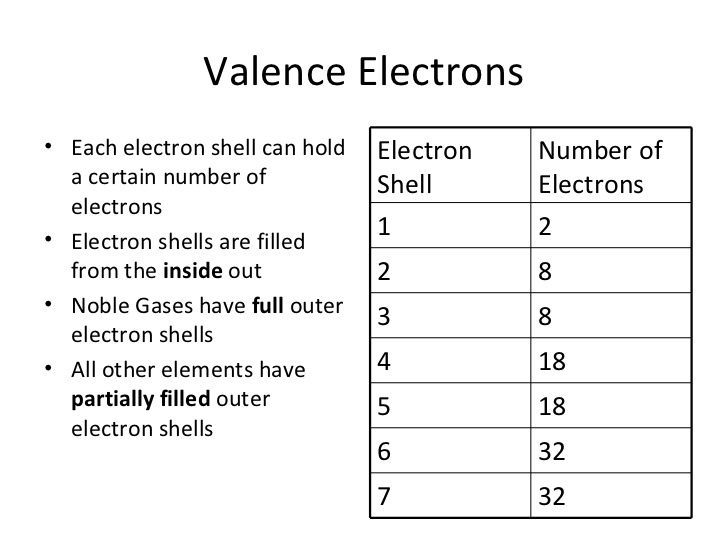 Valence Electrons
• Each electron shell can hold
a certain number of
electrons
• Electron shells are filled
from the inside out
• Noble Gases have full outer
electron shells
• All other elements have
partially filled outer
electron shells
Electron Shell	Number of Electrons
1	2
2	8
3	8
4	18
5	18
6	32
7	32